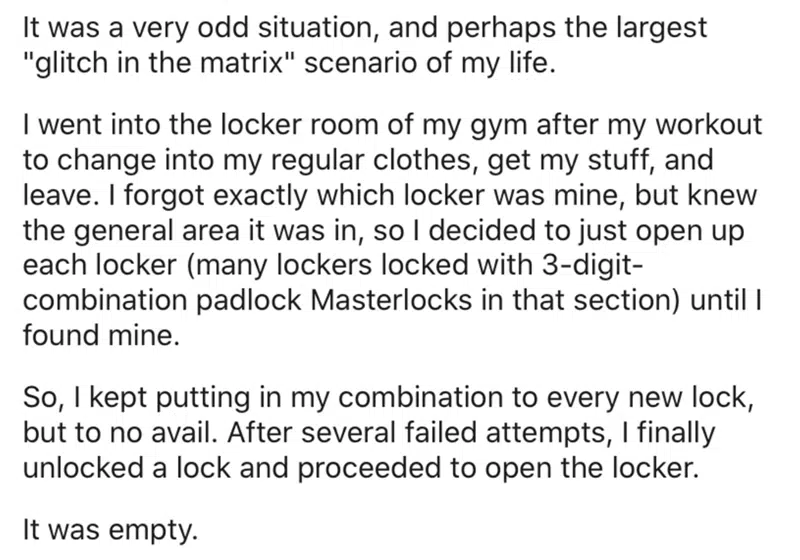 It was a very odd situation, and perhaps the largest
"glitch in the matrix" scenario of my life.
I went into the locker room of my gym after my workout
to change into my regular clothes, get my stuff, and
leave. I forgot exactly which locker was mine, but knew
the general area it was in, so I decided to just open up
each locker (many lockers locked with 3-digit-
combination padlock Masterlocks in that section) until I
found mine.
So, I kept putting in my combination to every new lock,
but to no avail. After several failed attempts, I finally
unlocked a lock and proceeded to open the locker.
It was empty.